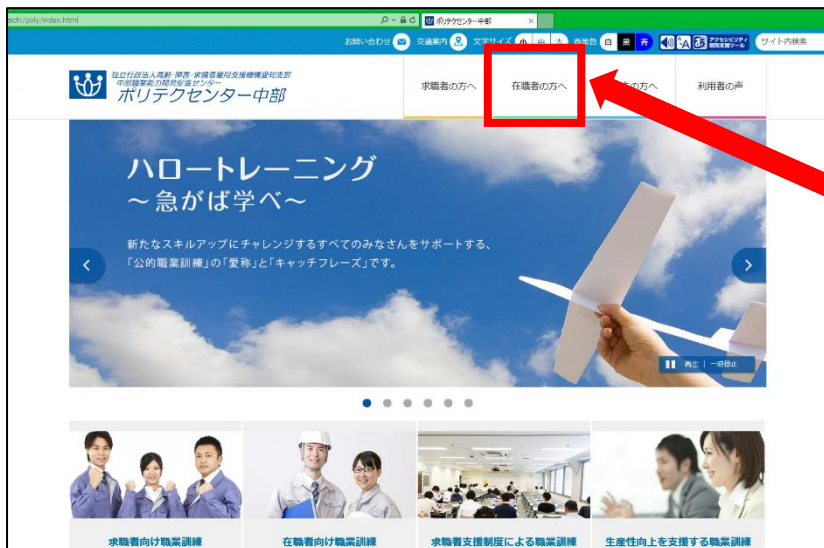 sichi/poly/index.html
ポリテクセンター中部
お問い合わせ 交通案内 文字サイズ 小 中 大 背景色 白 黒 青 サイト内検索
独立行政法人高齢・障害・求職者雇用支援機構愛知支部
中部職業能力開発促進センター
ポリテクセンター中部
求職者の方へ 在職者の方へ の方へ 利用者の声
ハロートレーニング
～急がば学べ～
新たなスキルアップにチャレンジするすべてのみなさんをサポートする、
「公的職業訓練」の「愛称」と「キャッチフレーズ」です。
再生 | 一時停止
求職者向け職業訓練 在職者向け職業訓練 求職者支援制度による職業訓練 生産性向上を支援する職業訓練